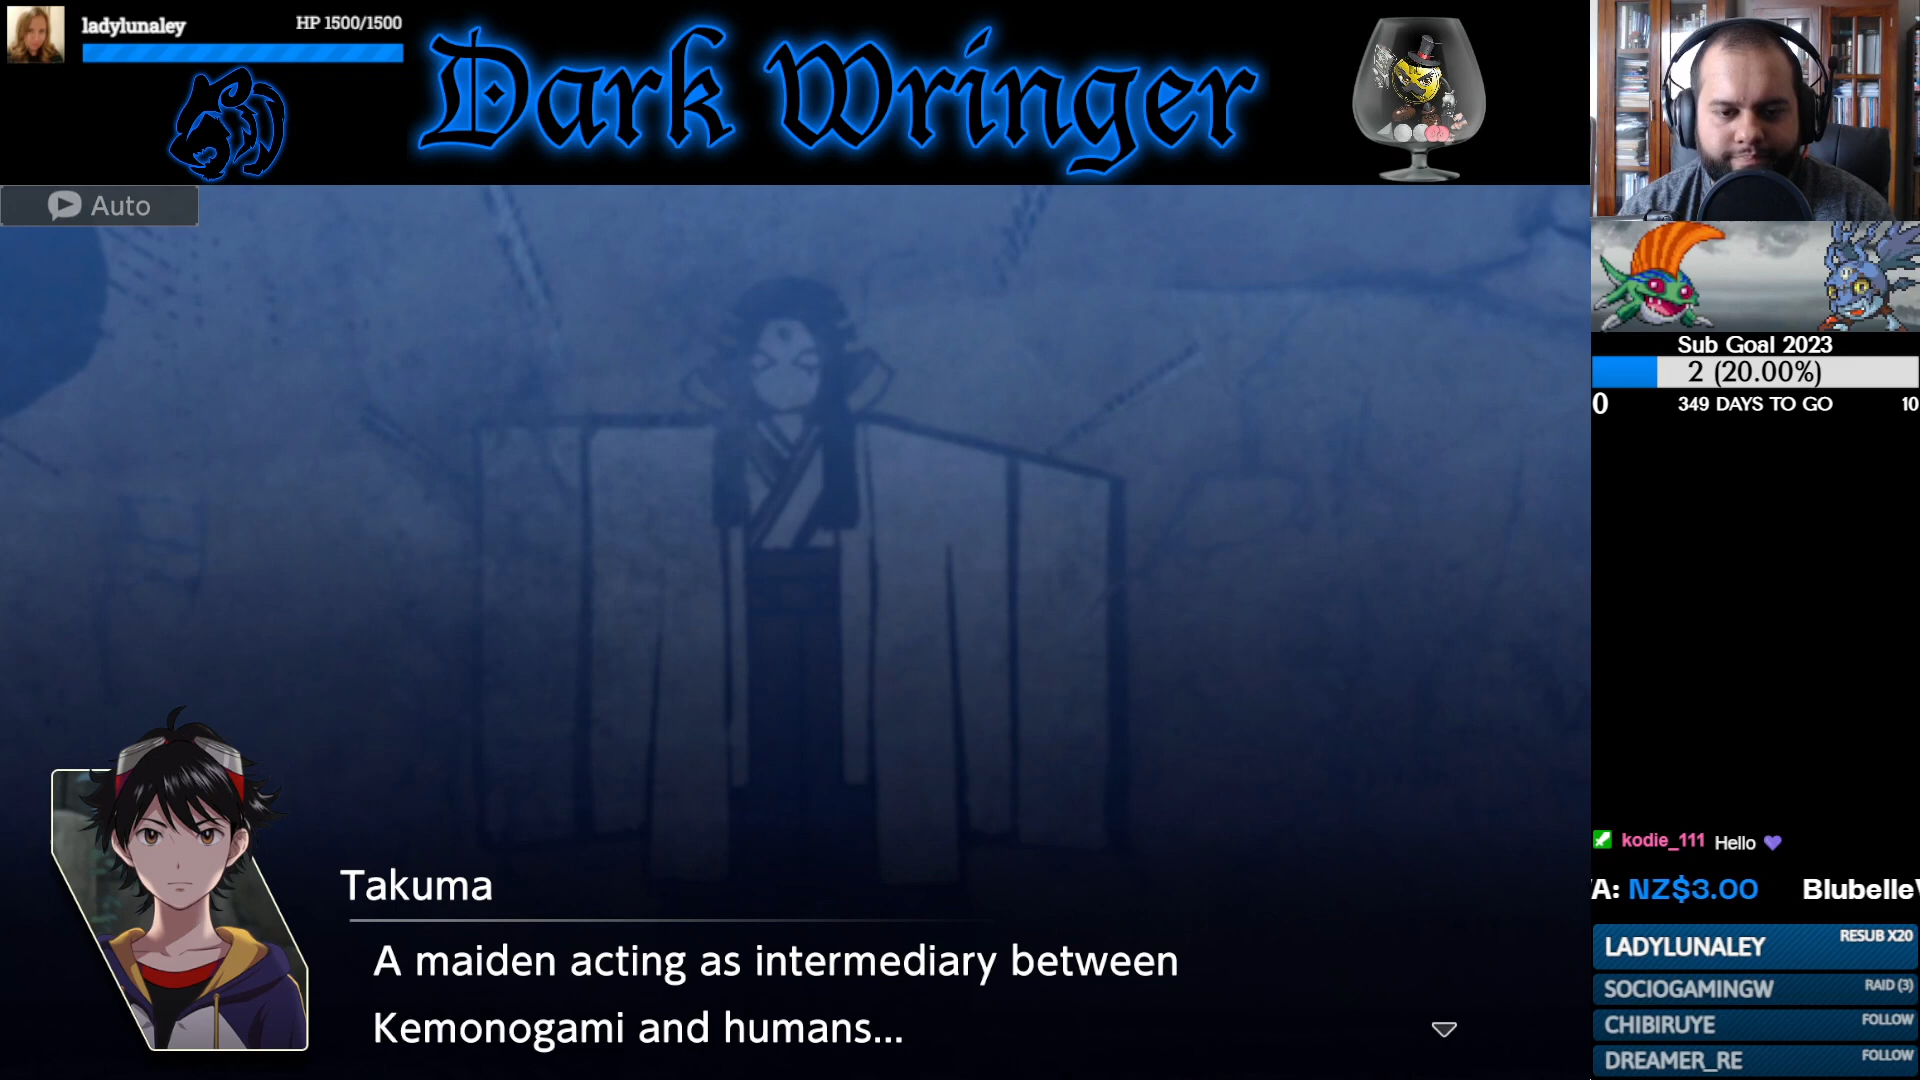 ladylunaley
HP 1500/1500
Dark Wringer
Auto
Sub Goal 2023
2 (20.00%)
0
349 DAYS TO GO
10
Takuma
A maiden acting as intermediary between
Kemonogami and humans...
kodie_111 Hello
A: NZ$3.00 Blubelle
LADYLUNALEY RESUB X20
SOCIOGAMINGW RAID (3)
CHIBIRUYE FOLLOW
DREAMER_RE FOLLOW